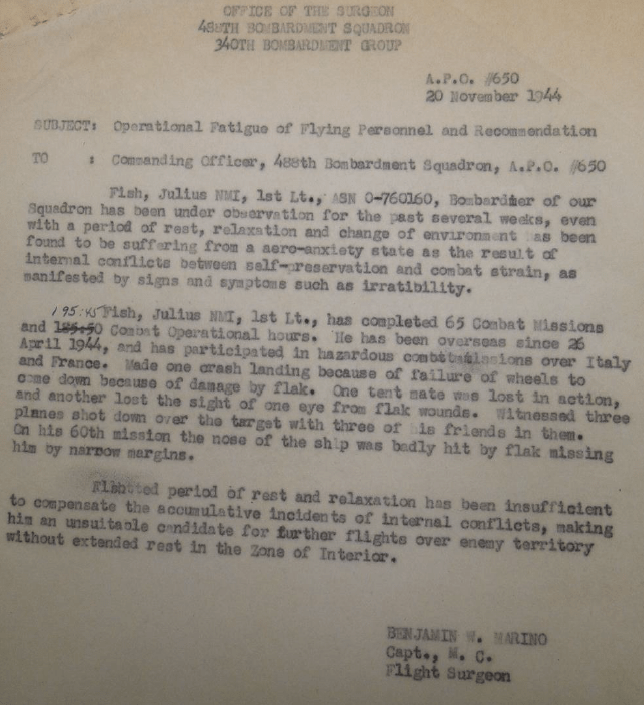 OFFICE OF THE SURGEON
488TH BOMBARDMENT SQUADRON
340TH BOMBARDMENT GROUP
A.P.O. #650
20 November 1944
SUBJECT: Operational Fatigue of Flying Personnel and Recommendation
TO : Commanding Officer, 488th Bombardment Squadron, A.P.O. #650
Fish, Julius NMI, 1st Lt., ASN O-760160, Bombardier of our
Squadron has been under observation for the past several weeks, even
with a period of rest, relaxation and change of environment has been
found to be suffering from a aero-anxiety state as the result of
internal conflicts between self-preservation and combat strain, as
manifested by signs and symptoms such as irratibility.
195:45
Fish, Julius NMI, 1st Lt., has completed 65 Combat Missions
and Combat Operational hours. He has been overseas since 26
April 1944, and has participated in hazardous combat missions over Italy
and France. Made one crash landing because of failure of wheels to
come down because of damage by flak. One tent mate was lost in action,
and another lost the sight of one eye from flak wounds. Witnessed three
planes shot down over the target with three of his friends in them.
On his 60th mission the nose of the ship was badly hit by flak missing
him by narrow margins.
period of rest and relaxation has been insufficient
to compensate the accumulative incidents of internal conflicts, making
him an unsuitable candidate for further flights over enemy territory
without extended rest in the Zone of Interior.
BENJAMIN W. MARINO
Capt., M. C.
Flight Surgeon